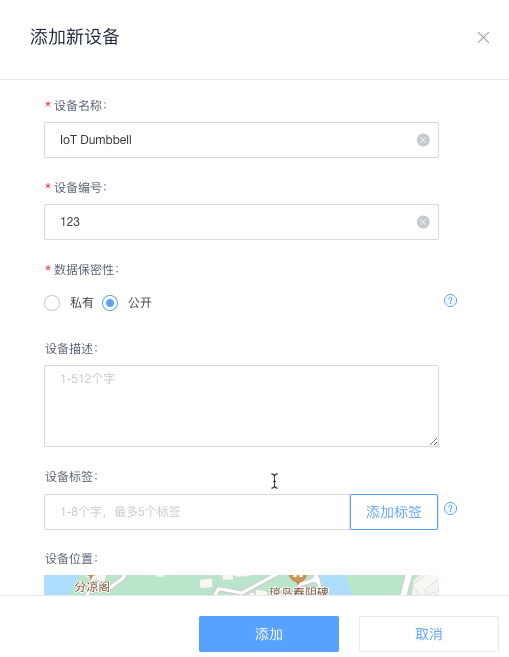 添加新设备
* 设备名称:
IoT Dumbbell
* 设备编号:
123
* 数据保密性:
私有 公开 ?
设备描述:
1-512个字
设备标签:
1-8个字，最多5个标签 添加标签 ?
设备位置:
分凉阁
琼岛春阴碑
添加 取消